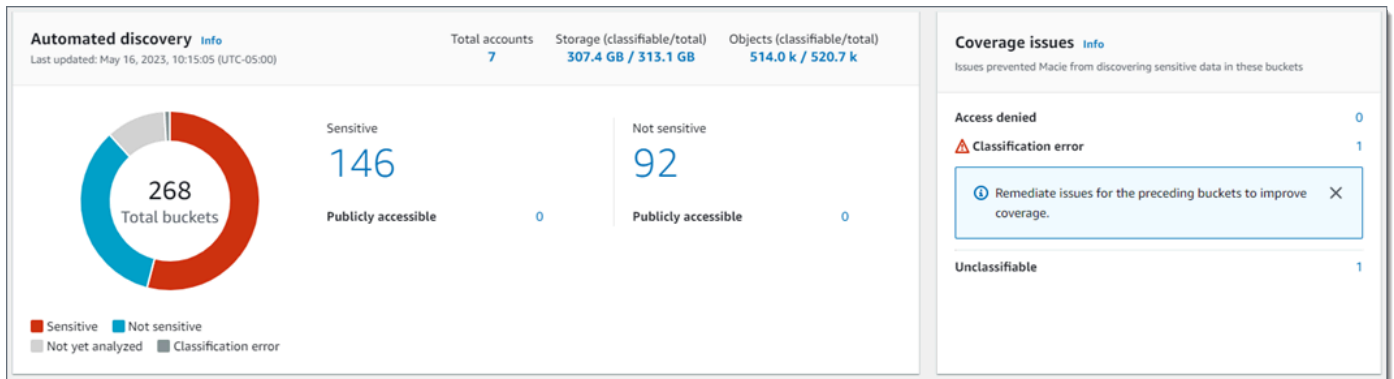 Automated discovery Info
Last updated: May 16, 2023, 10:15:05 (UTC-05:00)
Total accounts
7
Storage (classifiable/total)
307.4 GB / 313.1 GB
Objects (classifiable/total)
514.0 k / 520.7 k
268
Total buckets
Sensitive
Not sensitive
Not yet analyzed
Classification error
Sensitive
146
Publicly accessible 0
Not sensitive
92
Publicly accessible 0
Coverage issues Info
Issues prevented Macie from discovering sensitive data in these buckets
Access denied 0
Classification error 1
Remediate issues for the preceding buckets to improve
coverage.
Unclassifiable 1